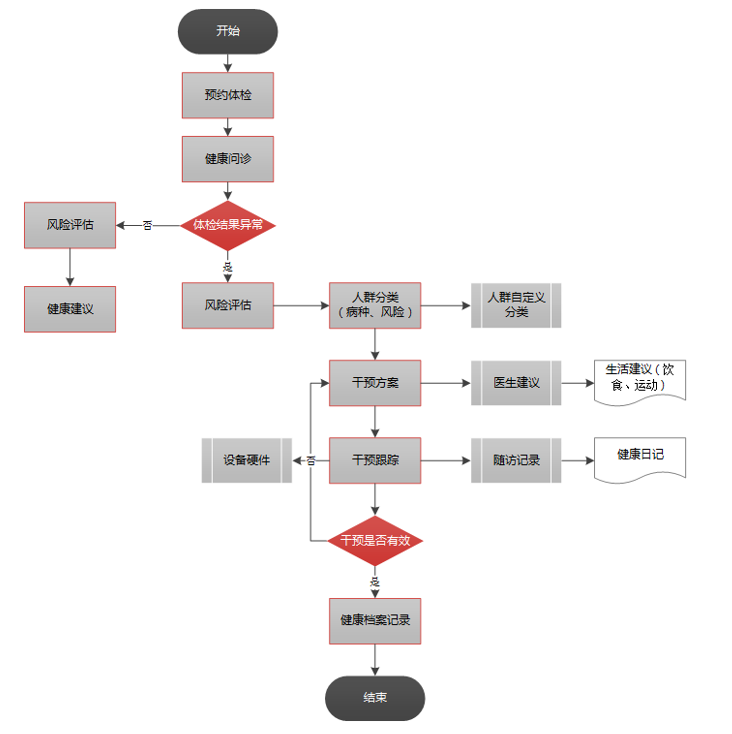 开始
预约体检
健康问诊
体检结果异常
否
风险评估
健康建议
是
风险评估
人群分类
（病种、风险）
人群自定义
分类
干预方案
医生建议
生活建议（饮
食、运动）
设备硬件
否
干预跟踪
随访记录
健康日记
干预是否有效
是
健康档案记录
结束